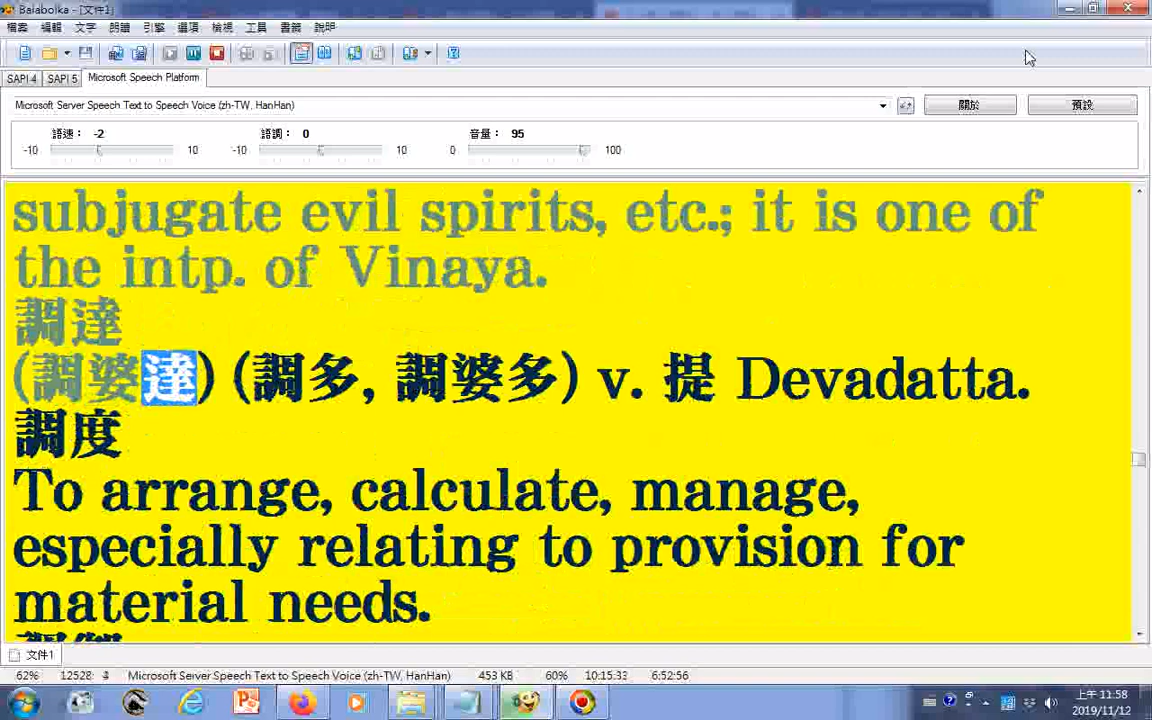 Balabolka - [文件1]
檔案 編輯 文字 朗讀 引擎 選項 檢視 工具 書籤 說明
SAPI 4 SAPI 5 Microsoft Speech Platform
Microsoft Server Speech Text to Speech Voice (zh-TW, HanHan) 關於 預設
語速： -2 語調： 0 音量： 95
-10 10 -10 10 0 100
subjugate evil spirits, etc.; it is one of
the intp. of Vinaya.
調達
(調婆達) (調多, 調婆多) v. 提 Devadatta.
調度
To arrange, calculate, manage,
especially relating to provision for
material needs.
文件1
62% Microsoft Server Speech Text to Speech Voice (zh-TW, HanHan) 453 KB 60% 10:15:33 6:52:56
上午 11:58
2019/11/12